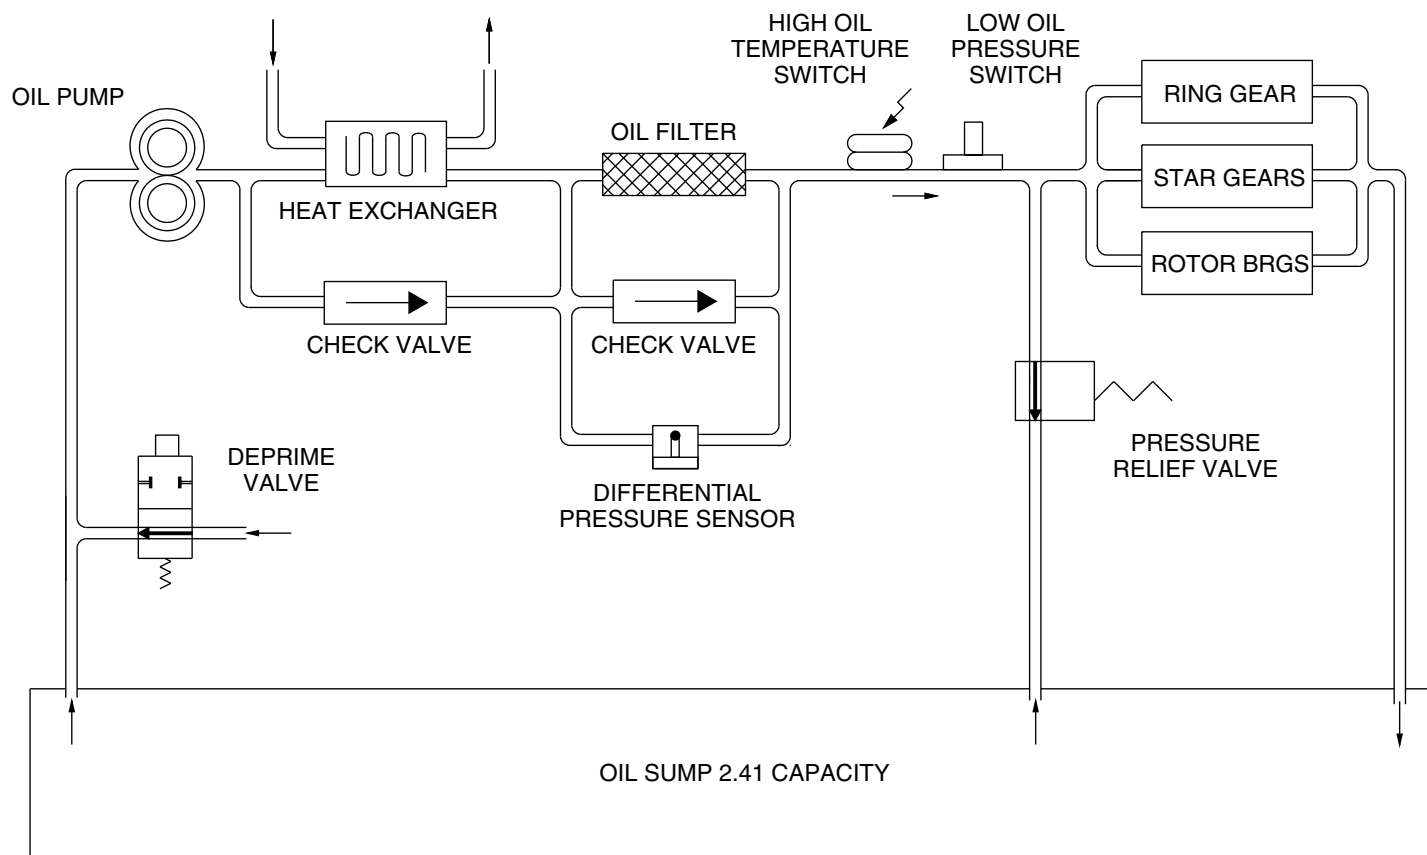 HIGH OIL
TEMPERATURE
SWITCH
LOW OIL
PRESSURE
SWITCH
OIL PUMP
RING GEAR
OIL FILTER
STAR GEARS
HEAT EXCHANGER
ROTOR BRGS
CHECK VALVE
CHECK VALVE
PRESSURE
RELIEF VALVE
DEPRIME
VALVE
DIFFERENTIAL
PRESSURE SENSOR
OIL SUMP 2.41 CAPACITY